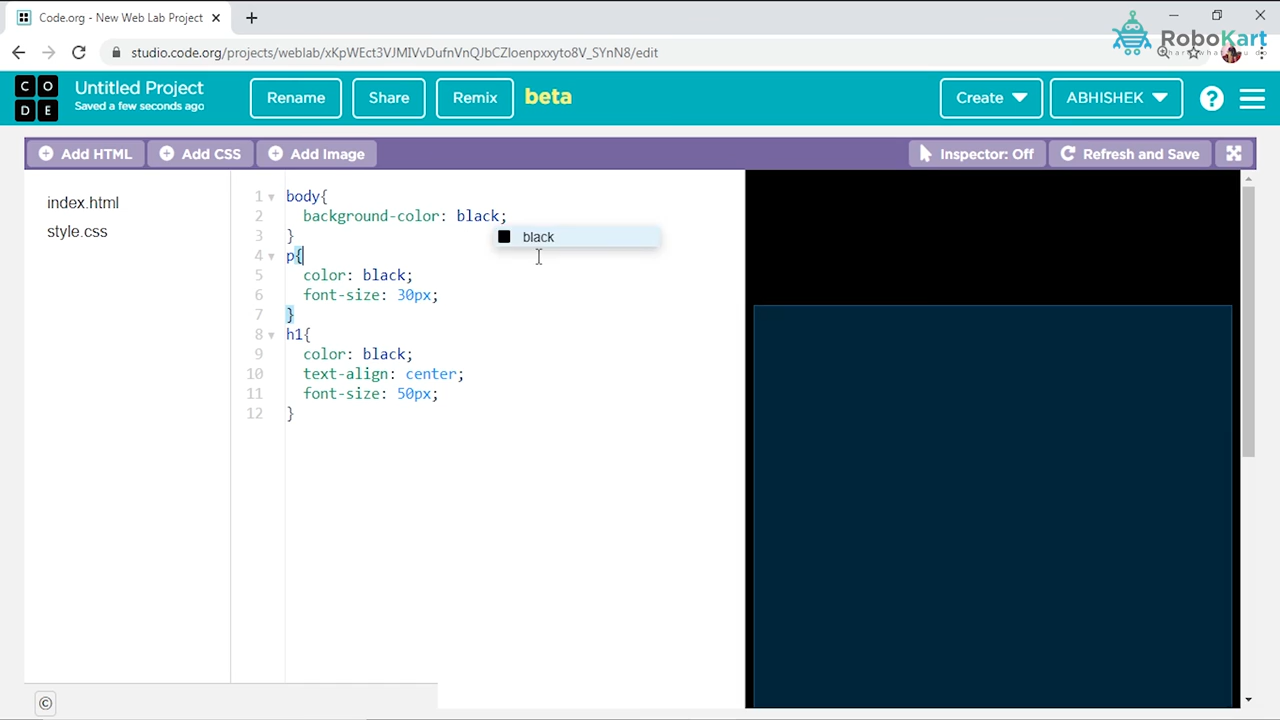 Code.org - New Web Lab Project
RoboKart
studio.code.org/projects/weblab/
/edit
CODE
Untitled Project
Saved a few seconds ago
Rename
Share
Remix
beta
Create
ABHISHEK
?
Add HTML
Add CSS
Add Image
Inspector: Off
Refresh and Save
index.html
style.css
1 body{
2 background-color: black;
black
3 }
4 p{
5 color: black;
6 font-size: 30px;
7 }
8 h1{
9 color: black;
10 text-align: center;
11 font-size: 50px;
12 }
©